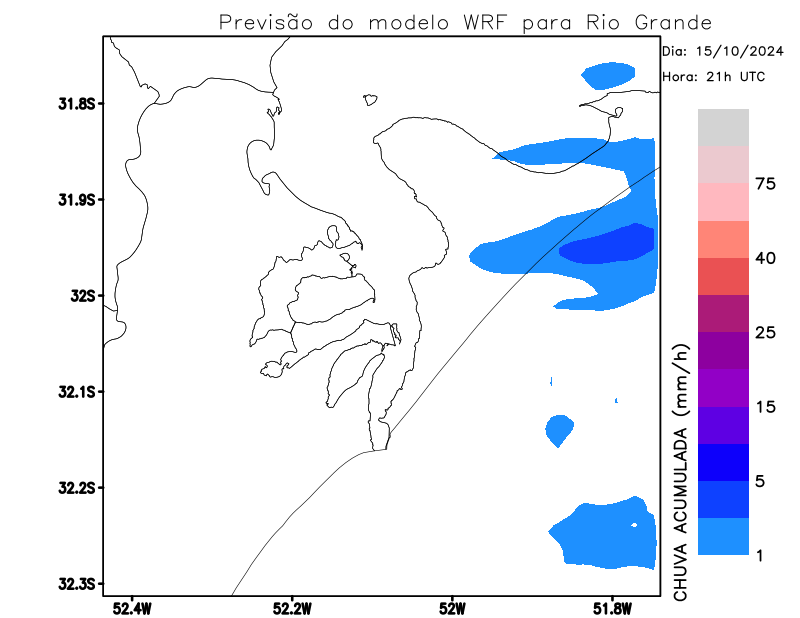 Previsão do modelo WRF para Rio Grande
Dia: 15/10/2024
Hora: 21h UTC
31.8S
31.9S
32S
32.1S
32.2S
32.3S
52.4W
52.2W
52W
51.8W
75
40
25
15
5
1
CHUVA ACUMULADA (mm/h)